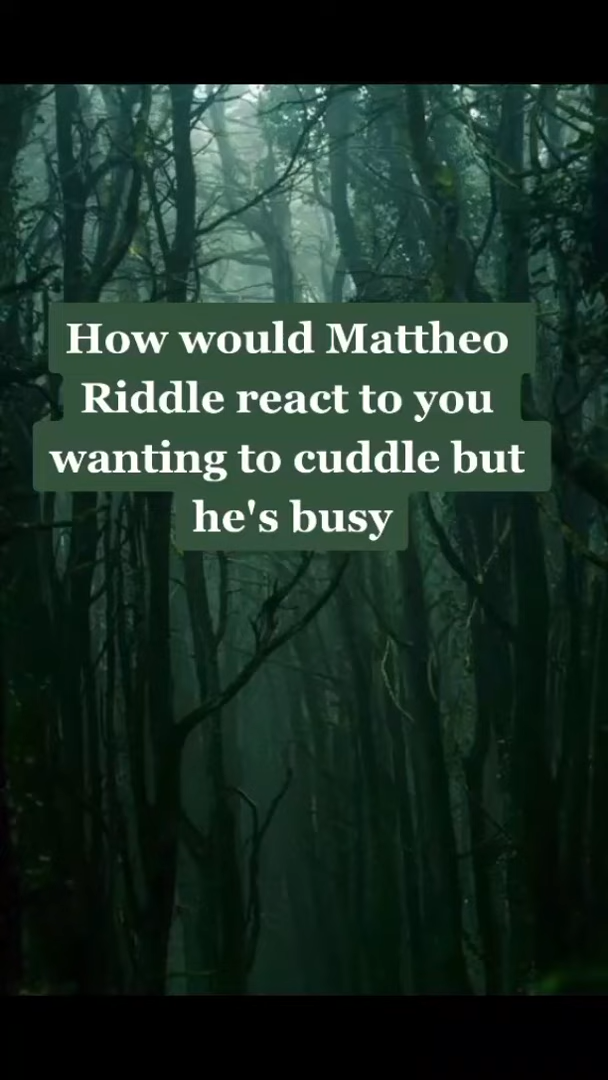 How would Mattheo
Riddle react to you
wanting to cuddle but
he's busy